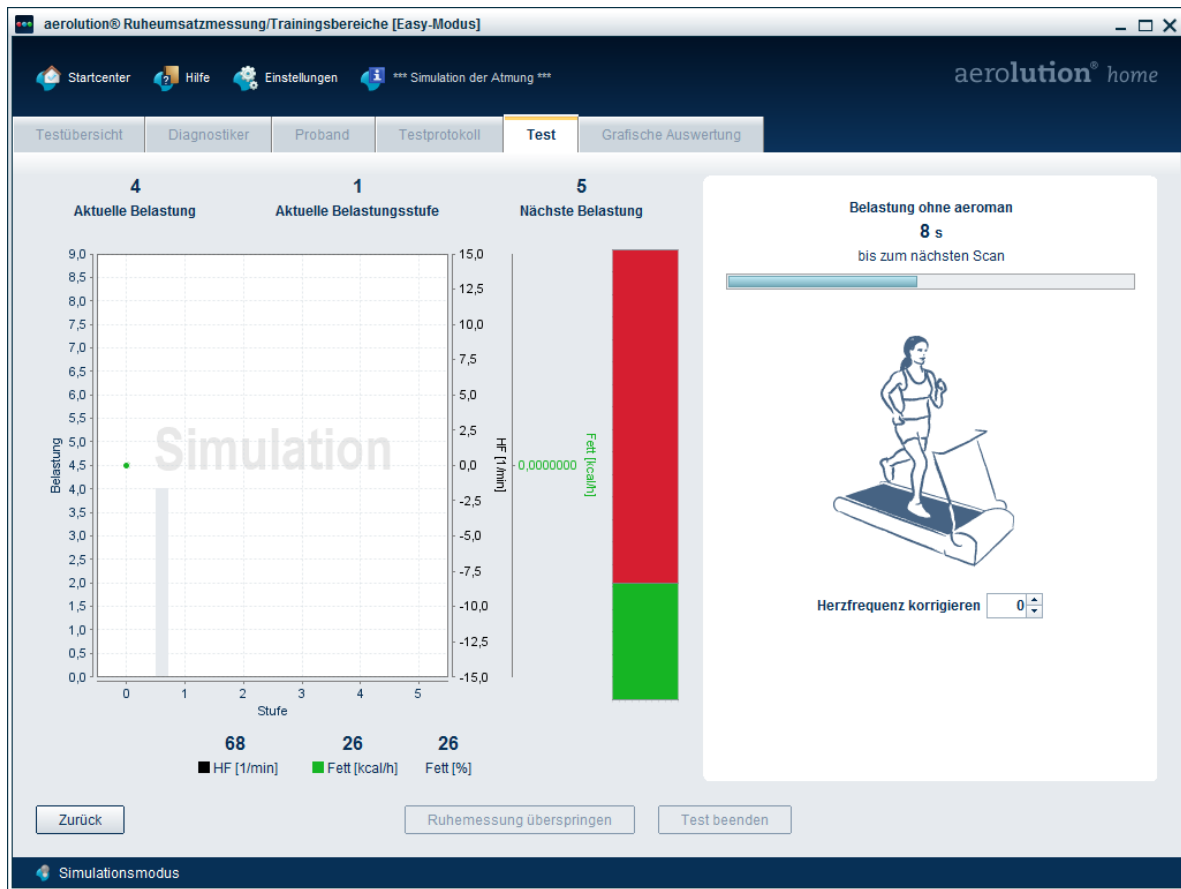 aerolution® Ruheumsatzmessung/Trainingsbereiche [Easy-Modus]
Startcenter Hilfe Einstellungen *** Simulation der Atmung ***
aerolution® home
Testübersicht Diagnostiker Proband Testprotokoll Test Grafische Auswertung
4 1 5
Aktuelle Belastung Aktuelle Belastungsstufe Nächste Belastung
Belastung
9,0
8,5
8,0
7,5
7,0
6,5
6,0
5,5
5,0
4,5
4,0
3,5
3,0
2,5
2,0
1,5
1,0
0,5
0,0
Simulation
0 1 2 3 4 5
Stufe
15,0
12,5
10,0
7,5
5,0
2,5
0,0
-2,5
-5,0
-7,5
-10,0
-12,5
-15,0
HF [1/min]
0,0000000
Fett [kcal/h]
68 26 26
HF [1/min] Fett [kcal/h] Fett [%]
Belastung ohne aeroman
8 s
bis zum nächsten Scan
Herzfrequenz korrigieren 0
Zurück Ruhemessung überspringen Test beenden
Simulationsmodus